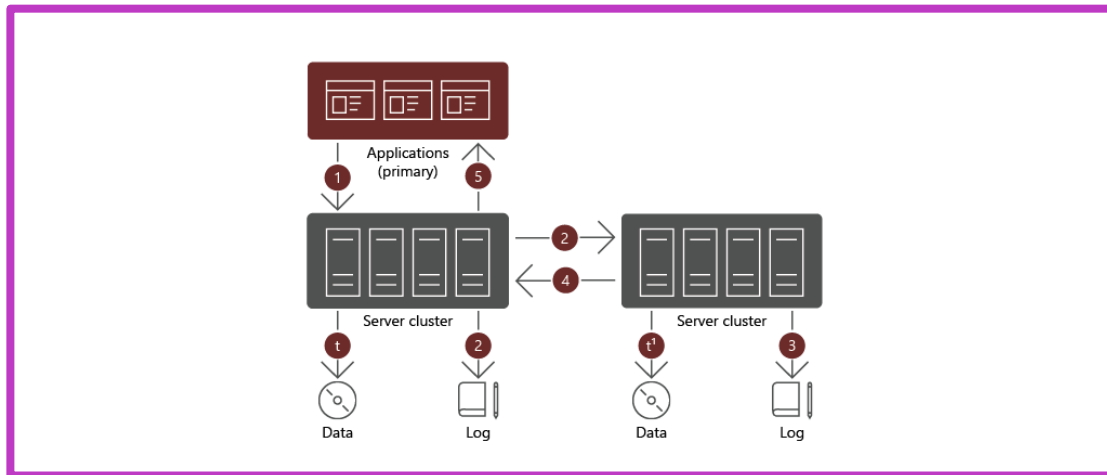 Applications
(primary)
1
5
2
4
Server cluster
Server cluster
t
2
t¹
3
Data
Log
Data
Log